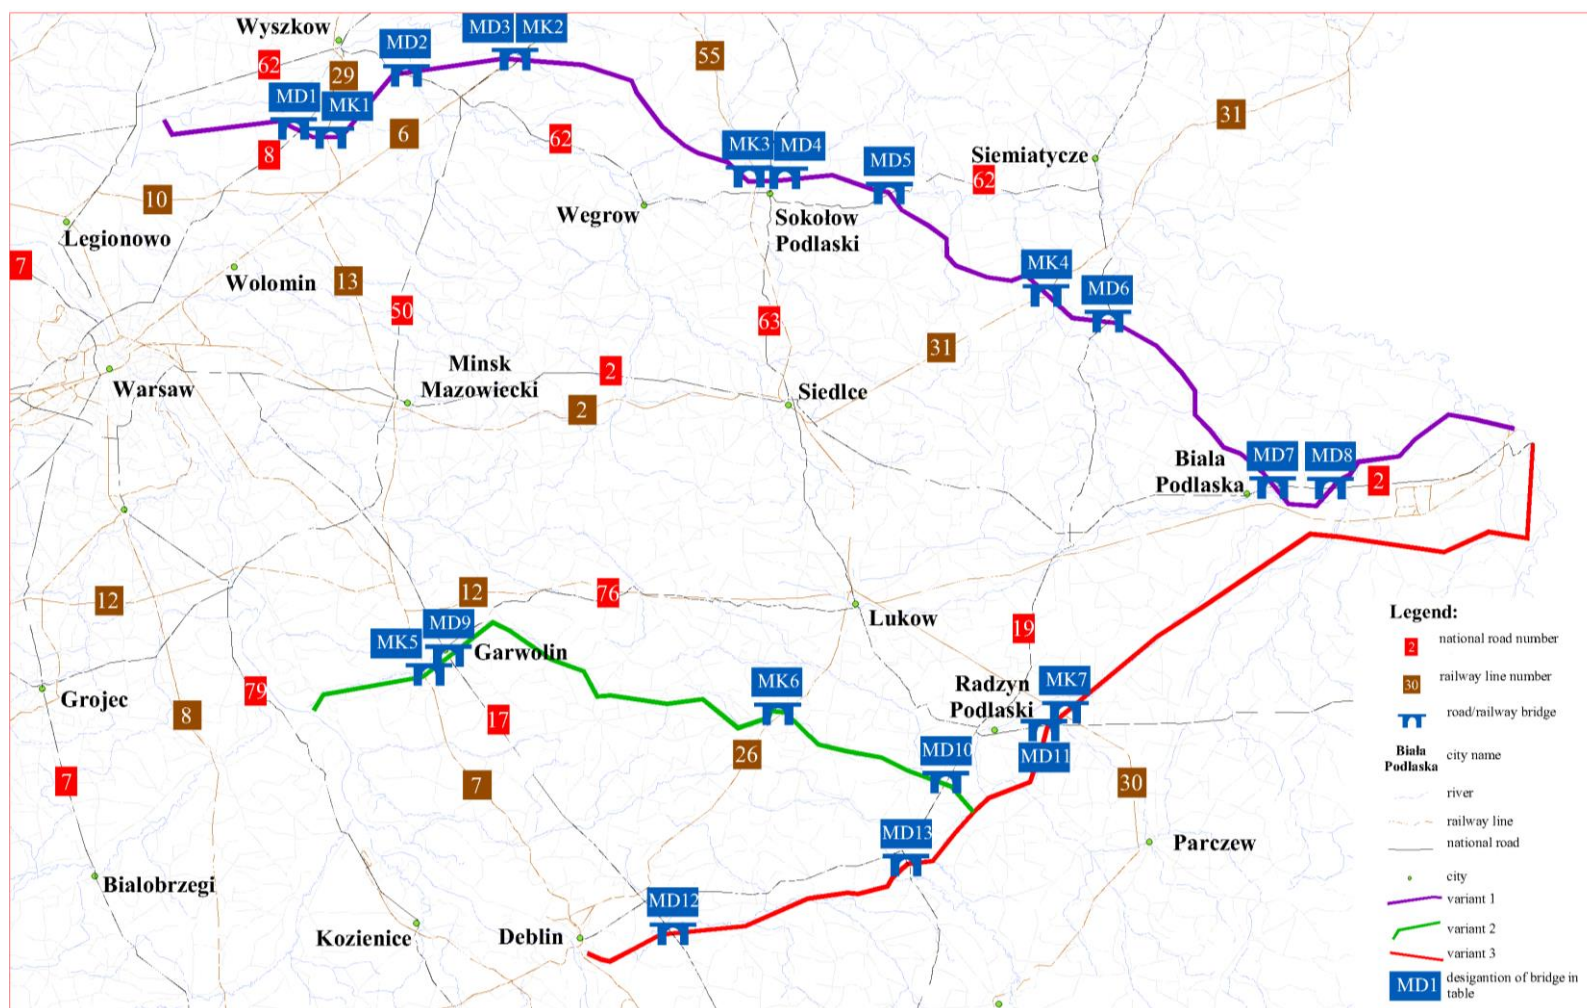 Wyszkow
MD2
MD3
MK2
55
62
29
MD1
MK1
6
31
8
62
MK3
MD4
MD5
Siemiatycze
62
10
Wegrow
Sokołow
Podlaski
Legionowo
7
Wolomin
13
MK4
MD6
50
63
31
Minsk
Mazowiecki
2
2
Warsaw
Siedlce
Biala
Podlaska
MD7
MD8
2
12
12
76
Lukow
19
MK5
MD9
Garwolin
MK6
Radzyn
Podlaski
MK7
Grojec
79
8
17
26
MD10
MD11
30
7
7
MD13
Parczew
Bialobrzegi
Kozienice
Deblin
MD12
Legend:
2 national road number
30 railway line number
road/railway bridge
Biała
Podlaska
city name
river
railway line
national road
city
variant 1
variant 2
variant 3
MD1
desigantion of bridge in
table